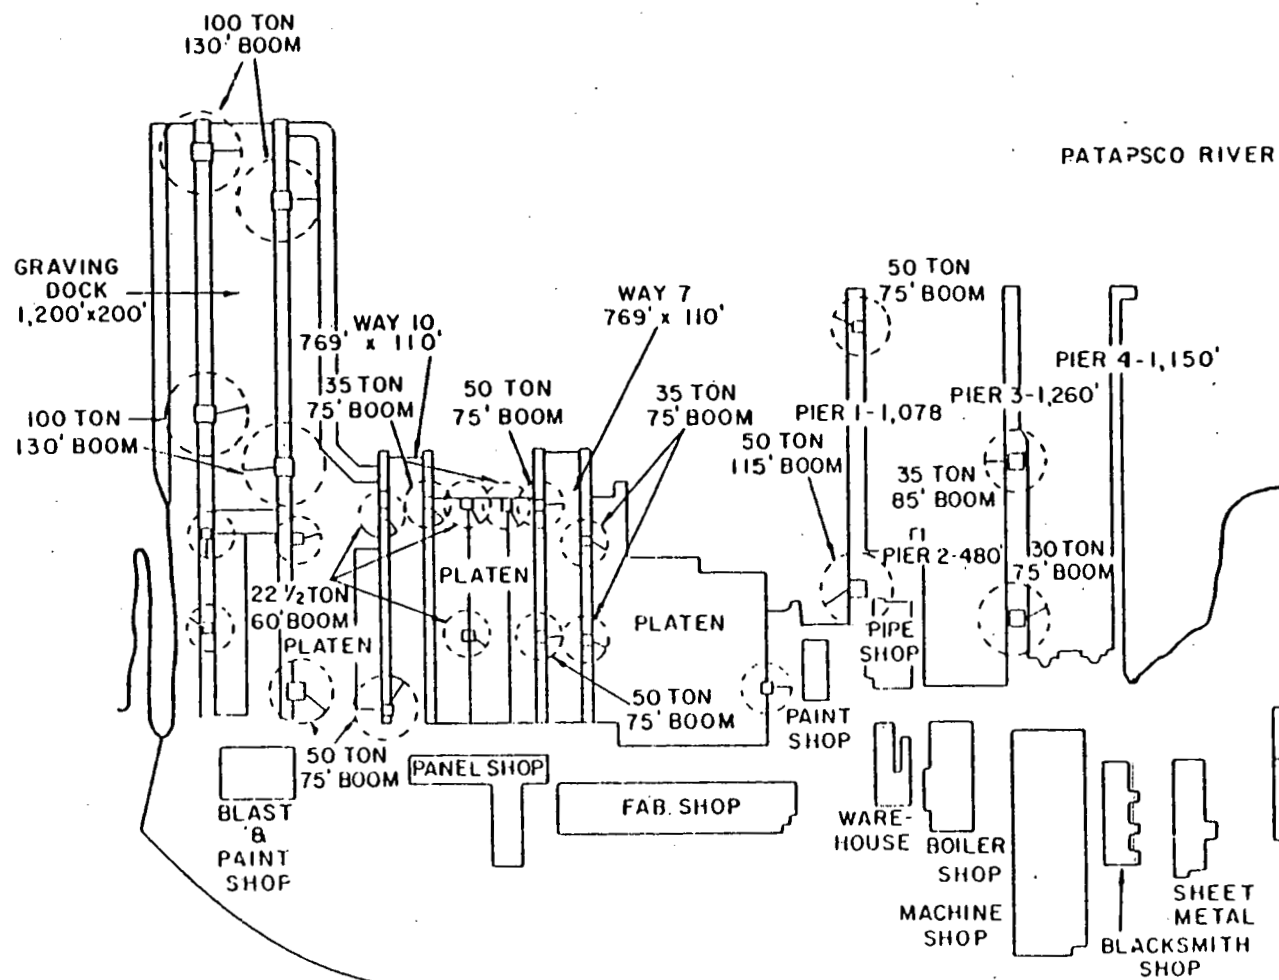 100 TON
130' BOOM
PATAPSCO RIVER
GRAVING
DOCK
1,200'x200'
WAY 10
769' x 110'
WAY 7
769' x 110'
50 TON
75' BOOM
35 TON
75' BOOM
50 TON
75' BOOM
35 TON
75' BOOM
PIER 4-1,150'
PIER 3-1,260'
PIER 1-1,078
100 TON
130' BOOM
50 TON
115' BOOM
35 TON
85' BOOM
PIER 2-480'
30 TON
75' BOOM
PLATEN
22 1/2 TON
60' BOOM
PLATEN
PLATEN
PIPE
SHOP
50 TON
75' BOOM
PAINT
SHOP
50 TON
75' BOOM
PANEL SHOP
FAB. SHOP
BLAST
&
PAINT
SHOP
WARE-
HOUSE
BOILER
SHOP
MACHINE
SHOP
SHEET
METAL
BLACKSMITH
SHOP